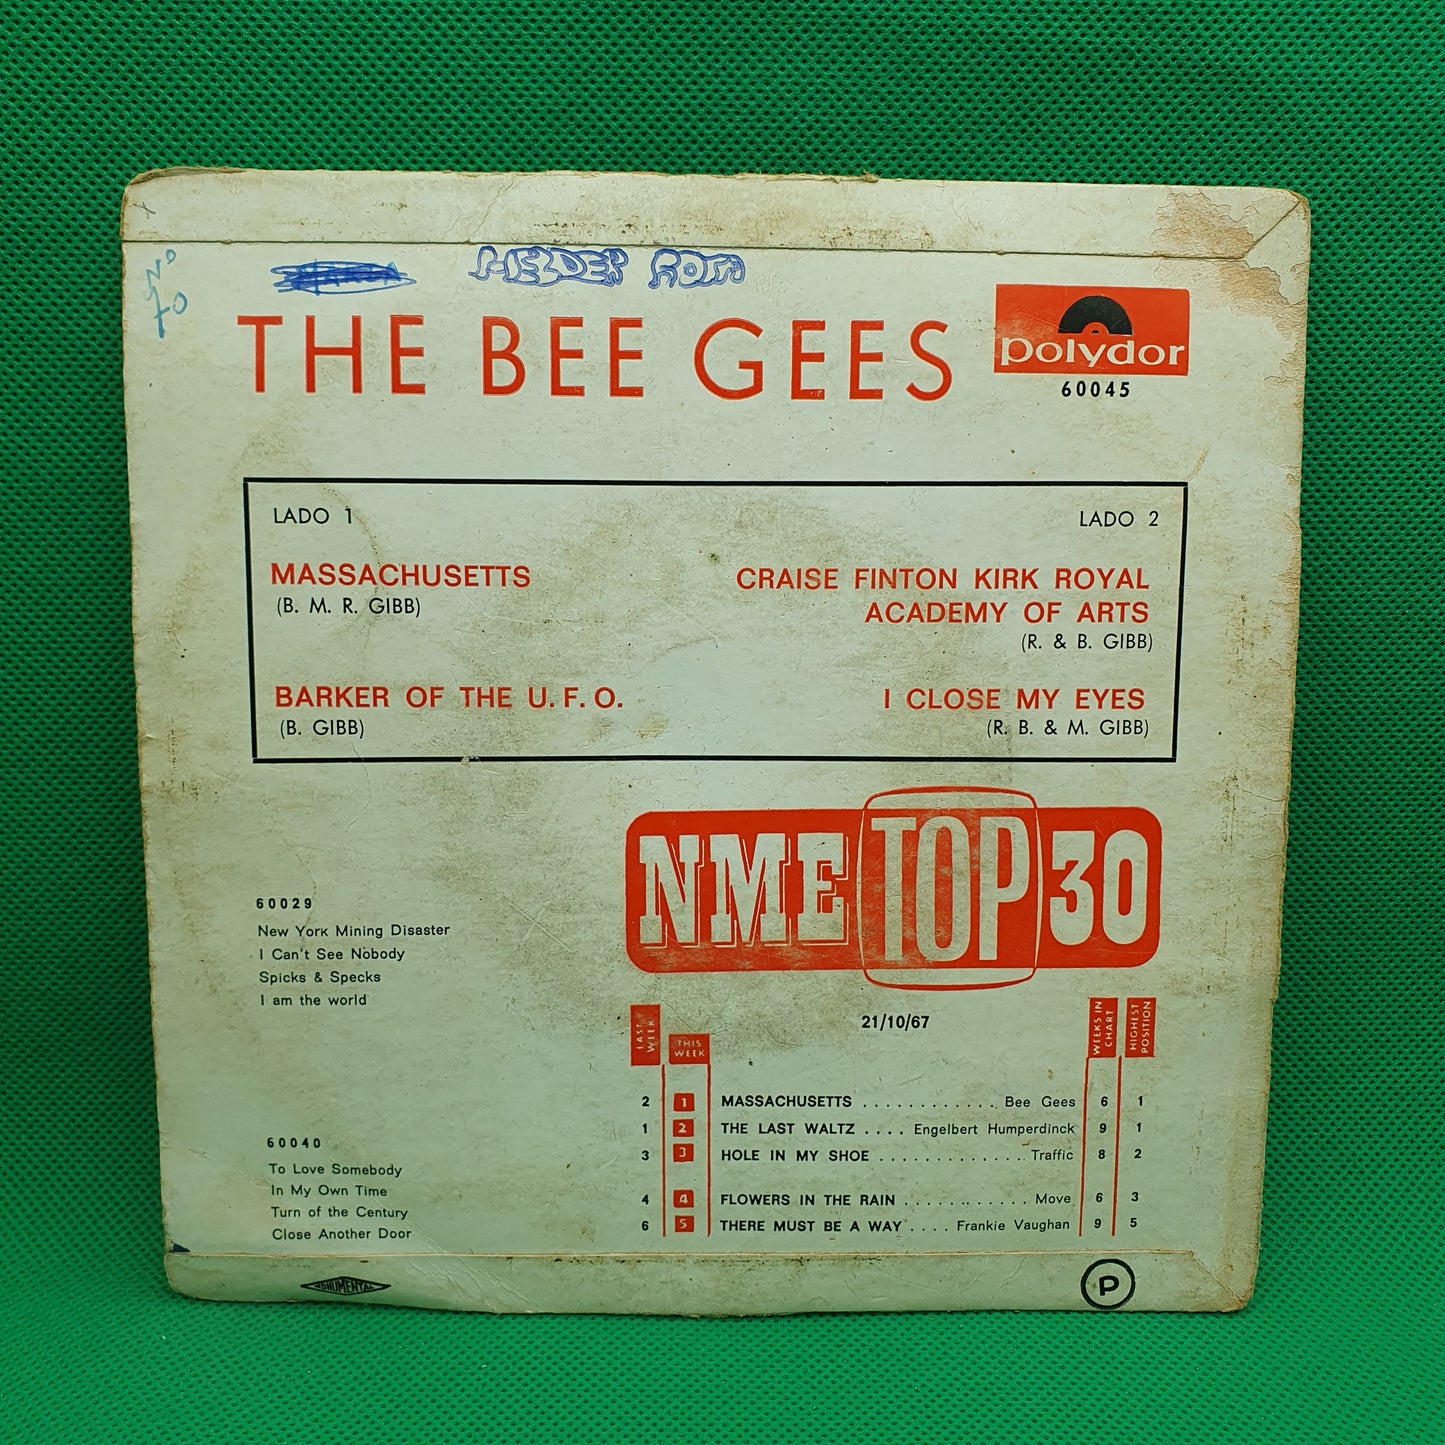 No
70
HELDER ROSA
THE BEE GEES
polydor
60045
LADO 1
MASSACHUSETTS
(B. M. R. GIBB)
BARKER OF THE U.F.O.
(B. GIBB)
LADO 2
CRAISE FINTON KIRK ROYAL
ACADEMY OF ARTS
(R. & B. GIBB)
I CLOSE MY EYES
(R. B. & M. GIBB)
60029
New York Mining Disaster
I Can't See Nobody
Spicks & Specks
I am the world
60040
To Love Somebody
In My Own Time
Turn of the Century
Close Another Door
NME TOP 30
21/10/67
LAST WEEK
THIS WEEK
WEEKS IN CHART
HIGHEST POSITION
2 1 MASSACHUSETTS . . . . . . . . . . . . Bee Gees 6 1
1 2 THE LAST WALTZ . . . . Engelbert Humperdinck 9 1
3 3 HOLE IN MY SHOE . . . . . . . . . . . . . Traffic 8 2
4 4 FLOWERS IN THE RAIN . . . . . . . . . . . . Move 6 3
6 5 THERE MUST BE A WAY . . . . Frankie Vaughan 9 5
MONUMENTAL
P